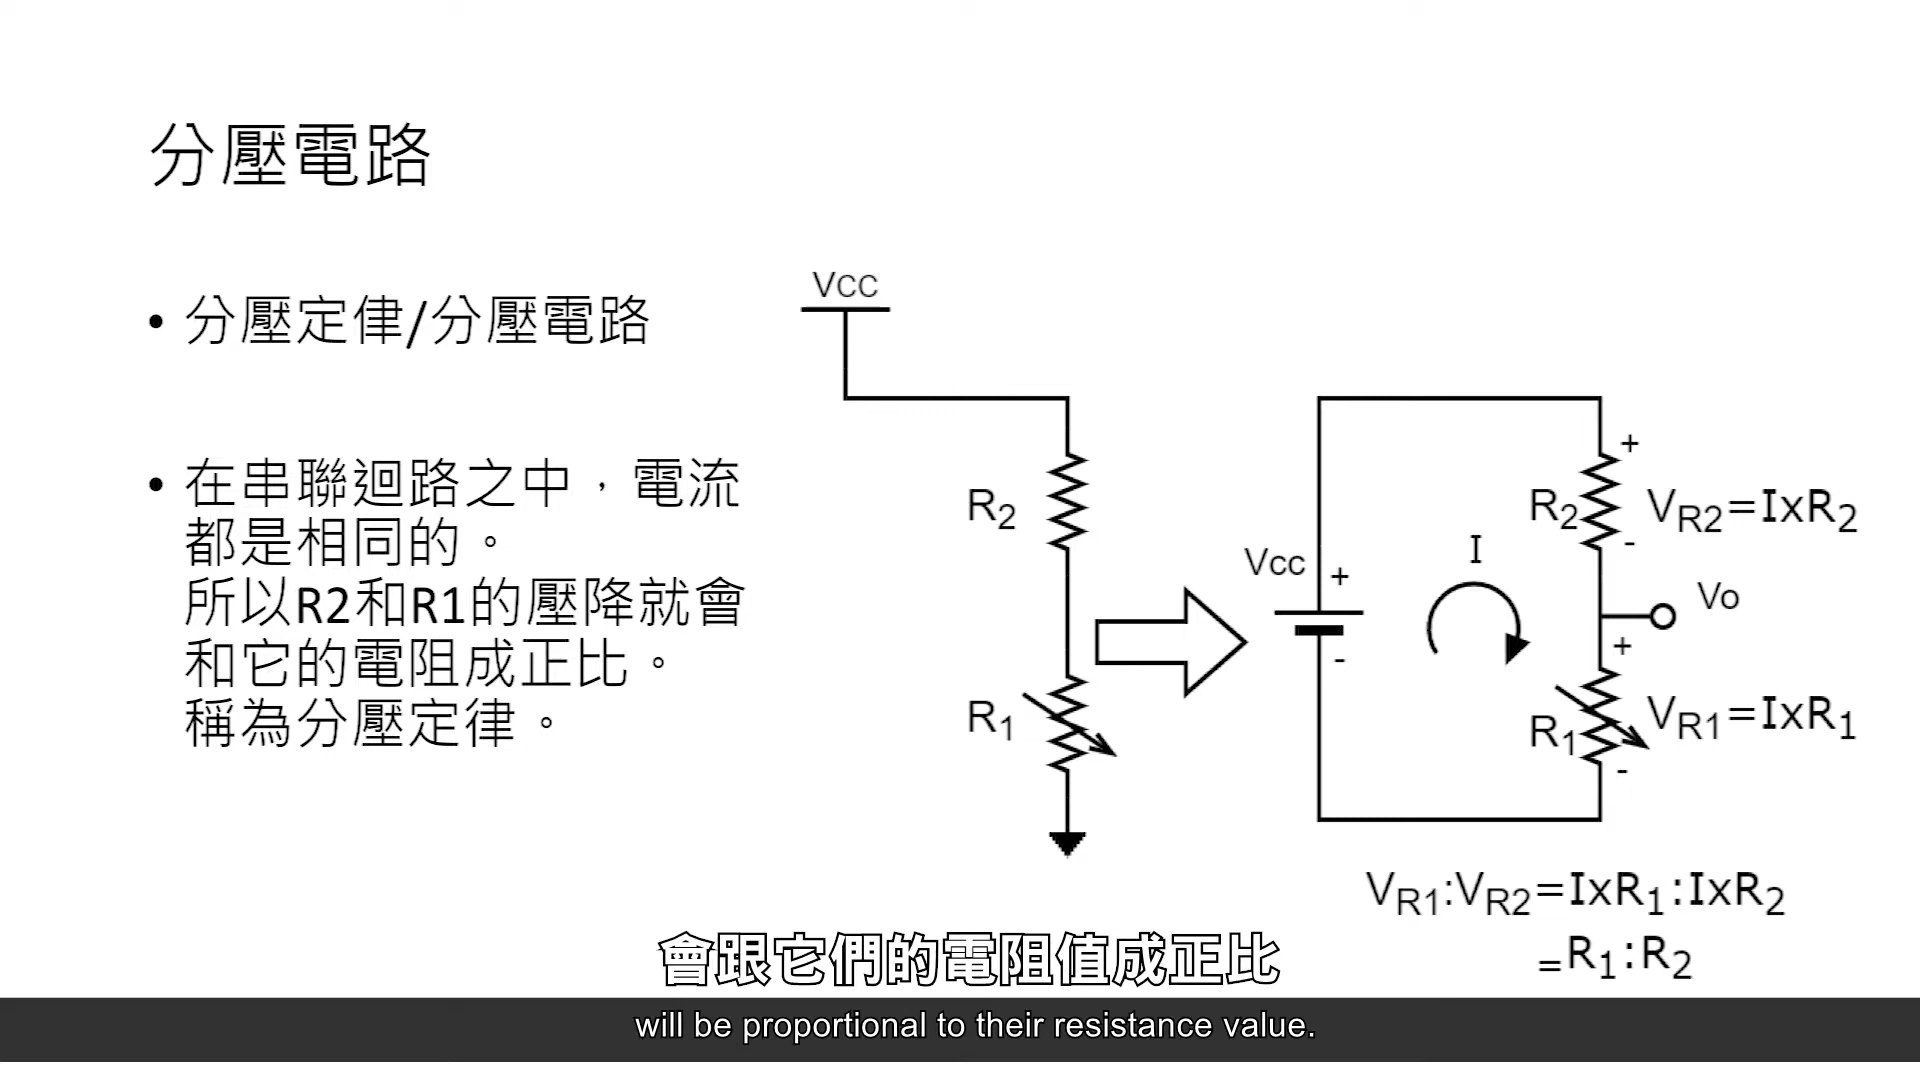 分壓電路
• 分壓定律/分壓電路
• 在串聯迴路之中，電流
都是相同的。
所以R2和R1的壓降就會
和它的電阻成正比。
稱為分壓定律。
Vcc
R2
R1
Vcc
+
-
I
+
R2
-
VR2=IxR2
Vo
+
R1
-
VR1=IxR1
VR1:VR2=IxR1:IxR2
=R1:R2
會跟它們的電阻值成正比
will be proportional to their resistance value.